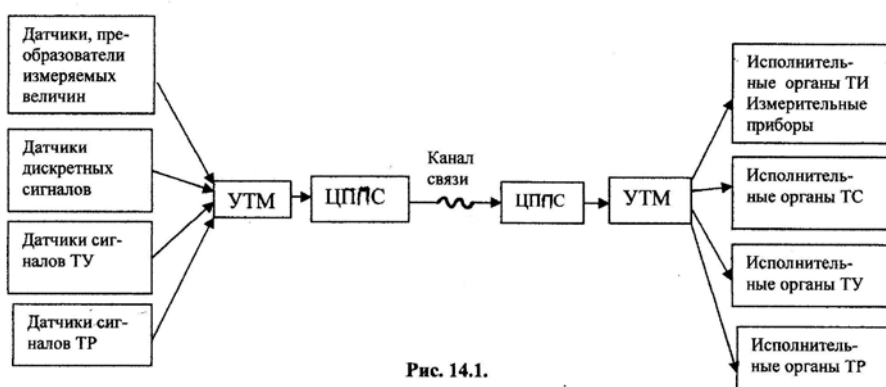 Датчики, пре-
образователи
измеряемых
величин
Датчики
дискретных
сигналов
Датчики сиг-
налов ТУ
Датчики сиг-
налов ТР
УТМ
ЦППС
Канал
связи
ЦППС
УТМ
Исполнитель-
ные органы ТИ
Измерительные
приборы
Исполнитель-
ные органы ТС
Исполнитель-
ные органы ТУ
Исполнитель-
ные органы ТР
Рис. 14.1.